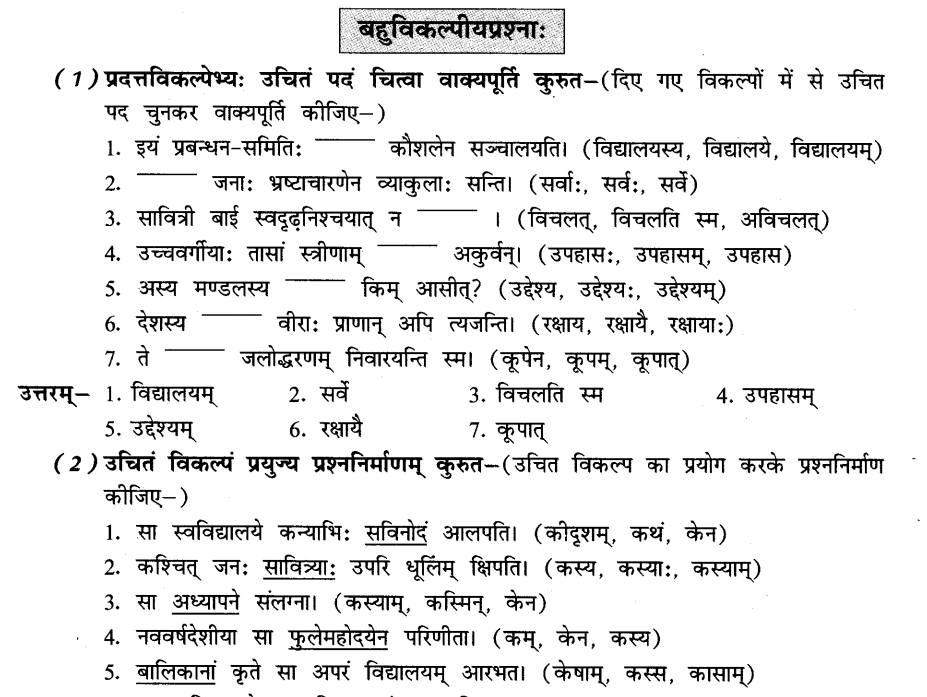 बहुविकल्पीयप्रश्नाः
(1) प्रदत्तविकल्पेभ्यः उचितं पदं चित्वा वाक्यपूर्ति कुरुत–(दिए गए विकल्पों में से उचित
पद चुनकर वाक्यपूर्ति कीजिए–)
1. इयं प्रबन्धन-समितिः ——— कौशलेन सञ्चालयति। (विद्यालयस्य, विद्यालये, विद्यालयम्)
2. ——— जनाः भ्रष्टाचारणेन व्याकुलाः सन्ति। (सर्वाः, सर्वः, सर्वे)
3. सावित्री बाई स्वदृढ़निश्चयात् न ——— । (विचलत्, विचलति स्म, अविचलत्)
4. उच्चवर्गीयाः तासां स्त्रीणाम् ——— अकुर्वन्। (उपहासः, उपहासम्, उपहास)
5. अस्य मण्डलस्य ——— किम् आसीत्? (उद्देश्य, उद्देश्यः, उद्देश्यम्)
6. देशस्य ——— वीराः प्राणान् अपि त्यजन्ति। (रक्षाय, रक्षायै, रक्षायाः)
7. ते ——— जलोद्धरणम् निवारयन्ति स्म। (कूपेन, कूपम्, कूपात्)
उत्तरम्– 1. विद्यालयम् 2. सर्वे 3. विचलति स्म 4. उपहासम्
5. उद्देश्यम् 6. रक्षायै 7. कूपात्
(2) उचितं विकल्पं प्रयुज्य प्रश्ननिर्माणम् कुरुत–(उचित विकल्प का प्रयोग करके प्रश्ननिर्माण
कीजिए–)
1. सा स्वविद्यालये कन्याभिः सविनोदं आलपति। (कीदृशम्, कथं, केन)
2. कश्चित् जनः सावित्र्याः उपरि धूलिंम् क्षिपति। (कस्य, कस्याः, कस्याम्)
3. सा अध्यापने संलग्ना। (कस्याम्, कस्मिन्, केन)
4. नववर्षदेशीया सा फुलेमहोदयेन परिणीता। (कम्, केन, कस्य)
5. बालिकानां कृते सा अपरं विद्यालयम् आरभत। (केषाम्, कस्स, कासाम्)